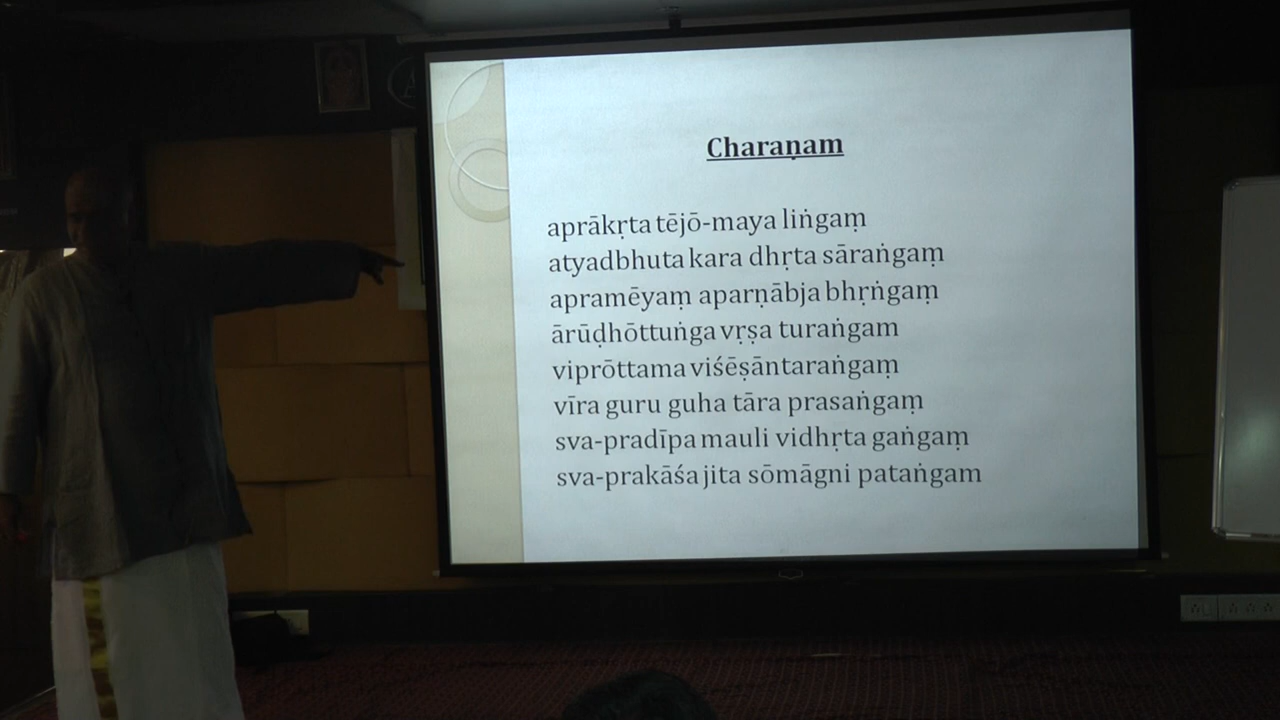 Charaṇam
aprākṛta tējō-maya liṅgaṃ
atyadbhuta kara dhṛta sāraṅgaṃ
apramēyaṃ aparṇābja bhṛṅgaṃ
ārūḍhōttuṅga vṛṣa turaṅgam
viprōttama viśēṣāntaraṅgaṃ
vīra guru guha tāra prasaṅgaṃ
sva-pradīpa mauli vidhṛta gaṅgaṃ
sva-prakāśa jita sōmāgni pataṅgam